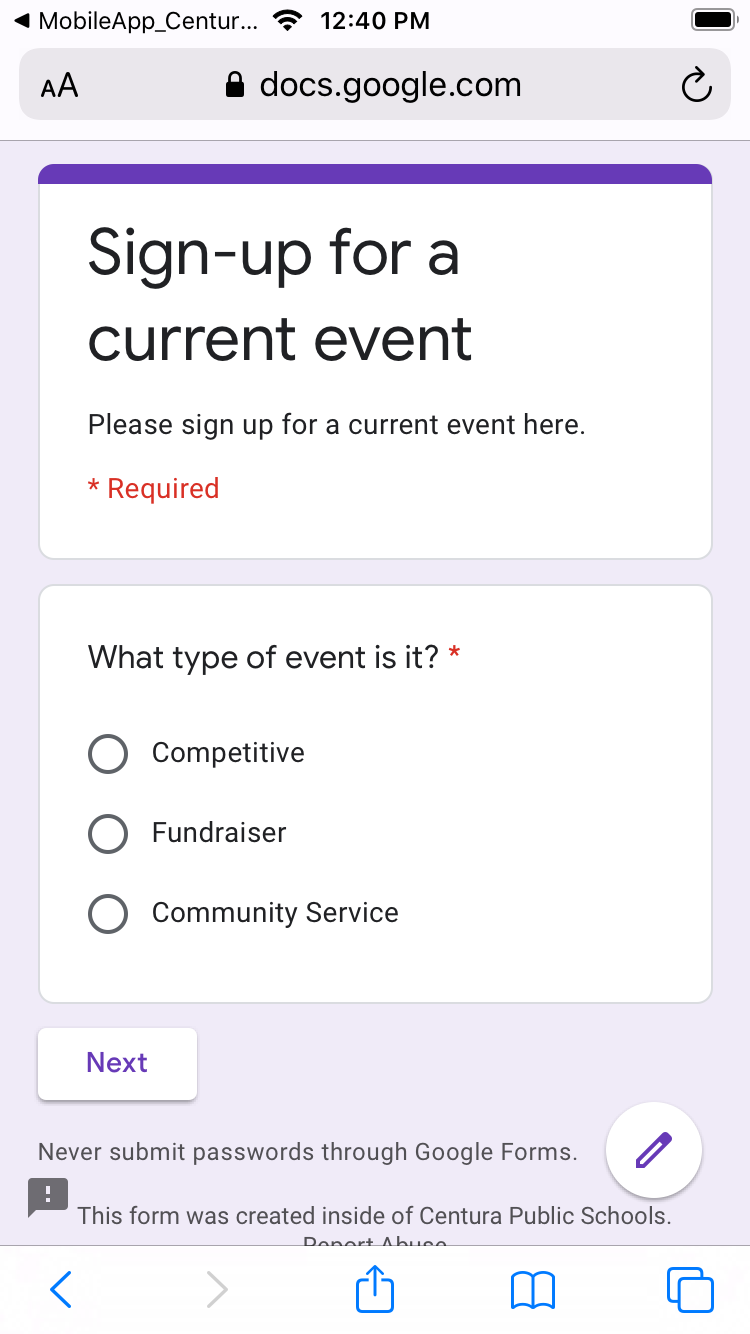 MobileApp_Centur... 12:40 PM
AA docs.google.com
Sign-up for a
current event
Please sign up for a current event here.
* Required
What type of event is it? *
Competitive
Fundraiser
Community Service
Next
Never submit passwords through Google Forms.
This form was created inside of Centura Public Schools.
Report Abuse